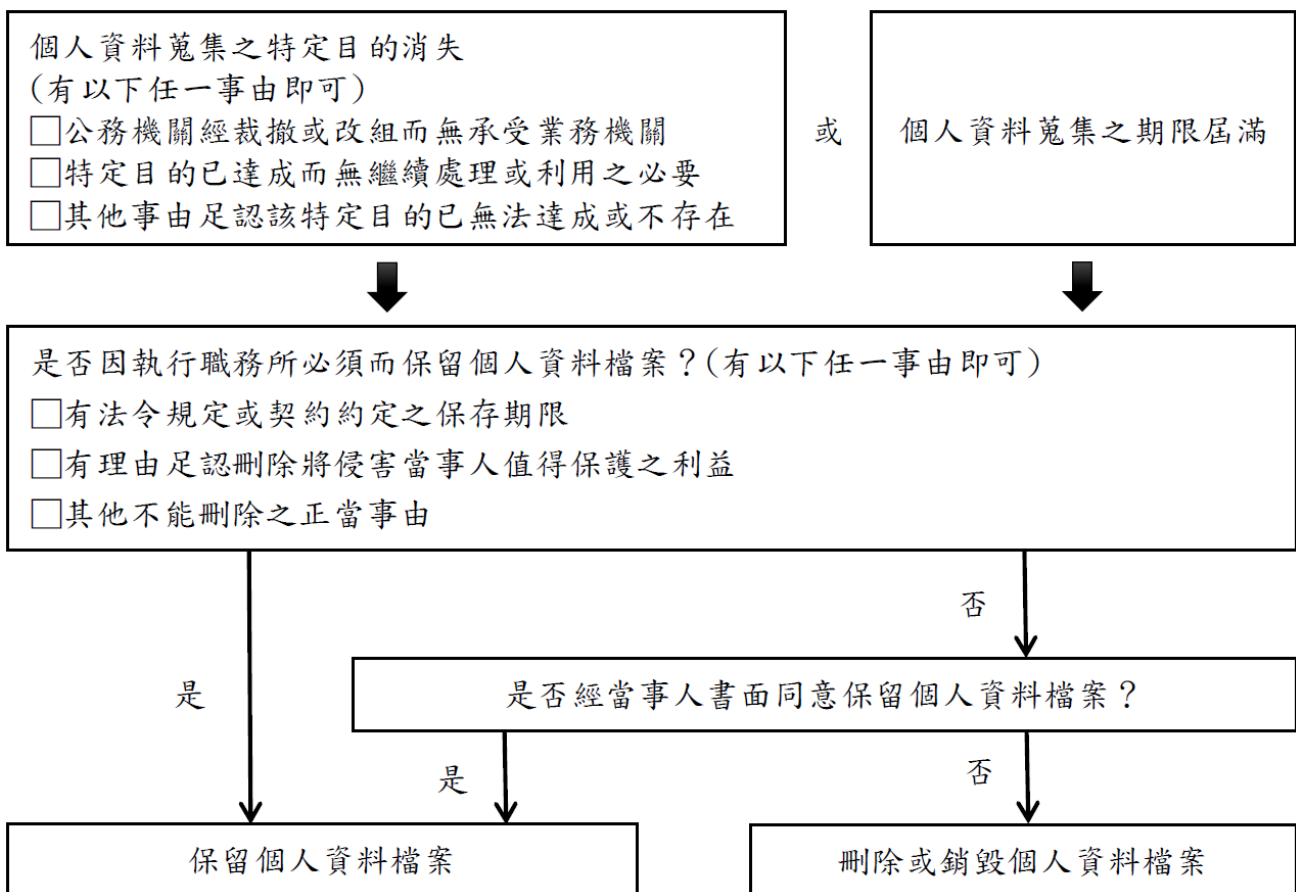 個人資料蒐集之特定目的消失
(有以下任一事由即可)
□公務機關經裁撤或改組而無承受業務機關
□特定目的已達成而無繼續處理或利用之必要
□其他事由足認該特定目的已無法達成或不存在
或
個人資料蒐集之期限屆滿
是否因執行職務所必須而保留個人資料檔案？(有以下任一事由即可)
□有法令規定或契約約定之保存期限
□有理由足認刪除將侵害當事人值得保護之利益
□其他不能刪除之正當事由
否
是
是否經當事人書面同意保留個人資料檔案？
是
否
保留個人資料檔案
刪除或銷毀個人資料檔案